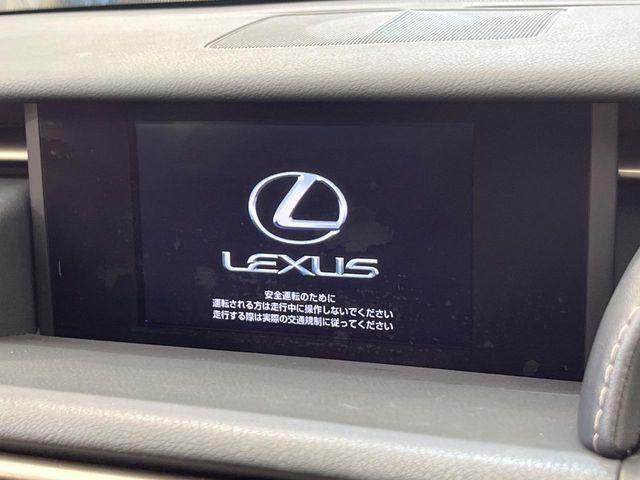 LEXUS
安全運転のために
運転される方は走行中に操作しないでください
走行する際は実際の交通規制に従ってください